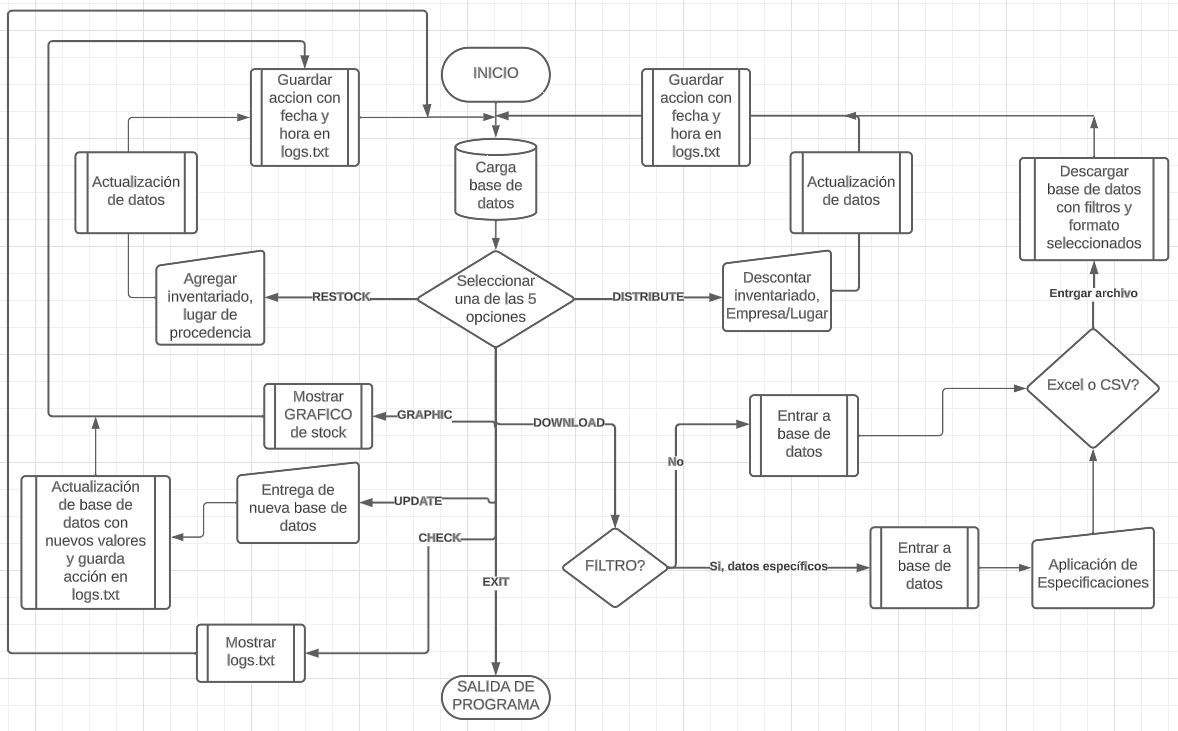 INICIO
Guardar
accion con
fecha y
hora en
logs.txt
Guardar
accion con
fecha y
hora en
logs.txt
Carga
base de
datos
Actualización
de datos
Actualización
de datos
Descargar
base de datos
con filtros y
formato
seleccionados
Seleccionar
una de las 5
opciones
RESTOCK
Agregar
inventariado,
lugar de
procedencia
DISTRIBUTE
Descontar
inventariado,
Empresa/Lugar
Entrgar archivo
Excel o CSV?
Mostrar
GRAFICO
de stock
GRAPHIC
DOWNLOAD
Entrar a
base de
datos
No
Actualización
de base de
datos con
nuevos valores
y guarda
acción en
logs.txt
Entrega de
nueva base de
datos
UPDATE
CHECK
EXIT
FILTRO?
Si, datos específicos
Entrar a
base de
datos
Aplicación de
Especificaciones
Mostrar
logs.txt
SALIDA DE
PROGRAMA